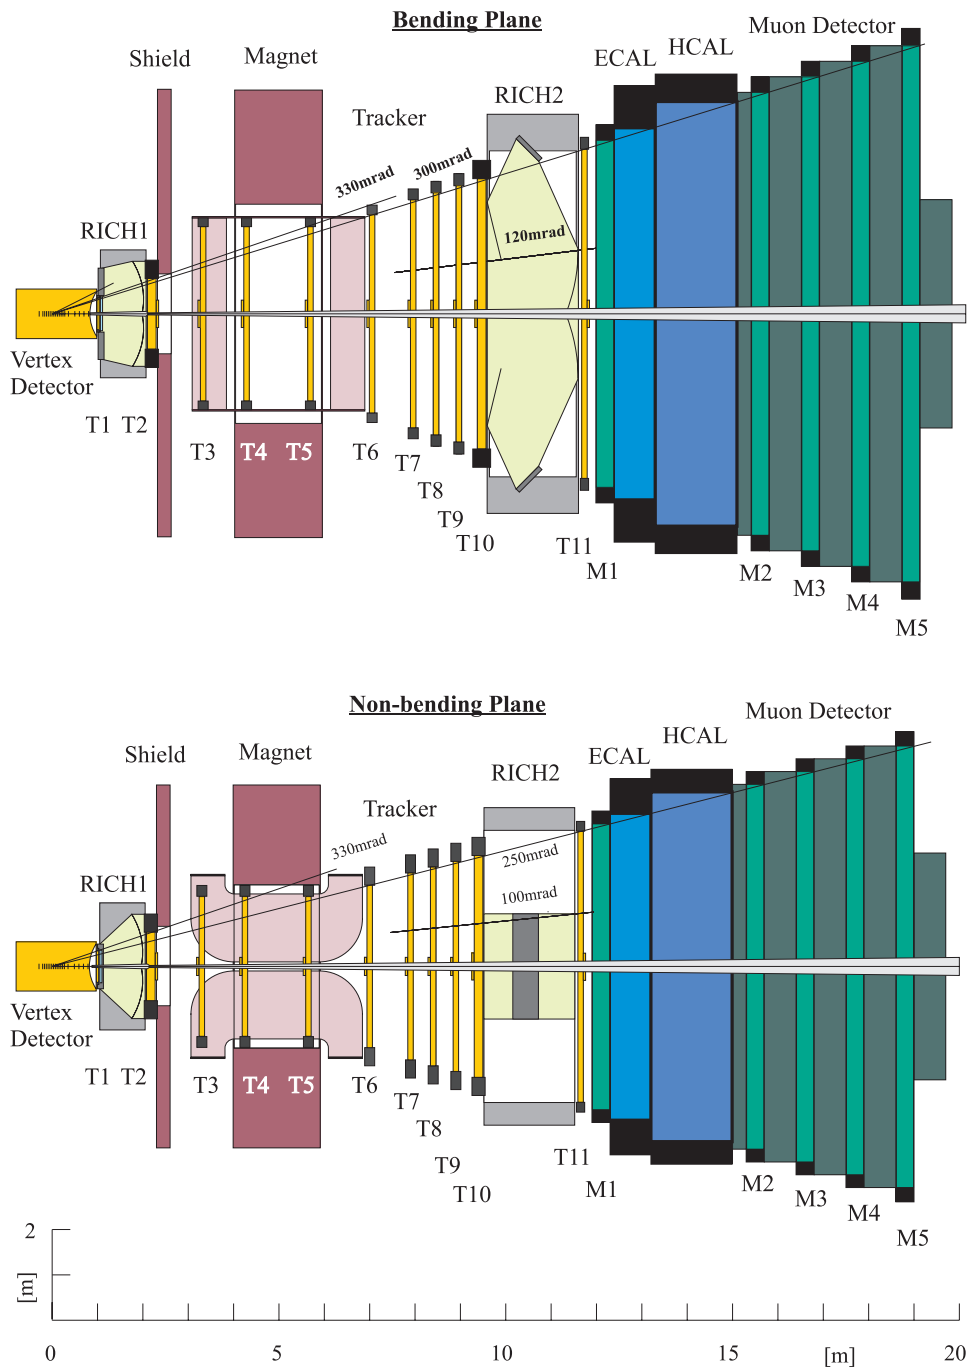 Bending Plane
Muon Detector
HCAL
Shield
Magnet
ECAL
RICH2
Tracker
330mrad
300mrad
RICH1
120mrad
Vertex
Detector
T1 T2
T3 T4 T5 T6
T7
T8
T9
T10
T11
M1
M2
M3
M4
M5
Non-bending Plane
Muon Detector
HCAL
Shield
Magnet
ECAL
RICH2
Tracker
330mrad
250mrad
RICH1
100mrad
Vertex
Detector
T1 T2
T3 T4 T5 T6
T7
T8
T9
T10
T11
M1
M2
M3
M4
M5
2
[m]
0 5 10 15 [m] 20